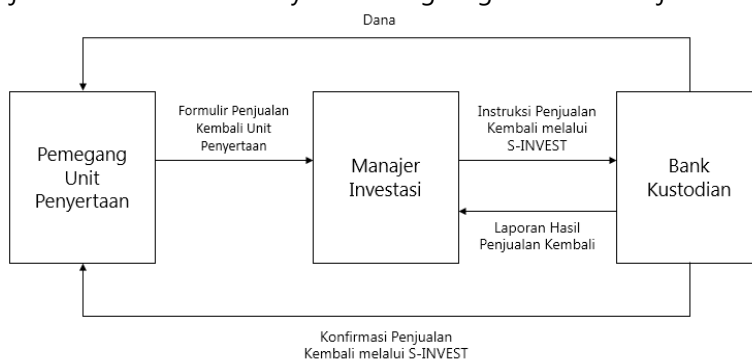 Dana
Formulir Penjualan
Kembali Unit
Penyertaan
Instruksi Penjualan
Kembali melalui
S-INVEST
Pemegang
Unit
Penyertaan
Manajer
Investasi
Bank
Kustodian
Laporan Hasil
Penjualan Kembali
Konfirmasi Penjualan
Kembali melalui S-INVEST